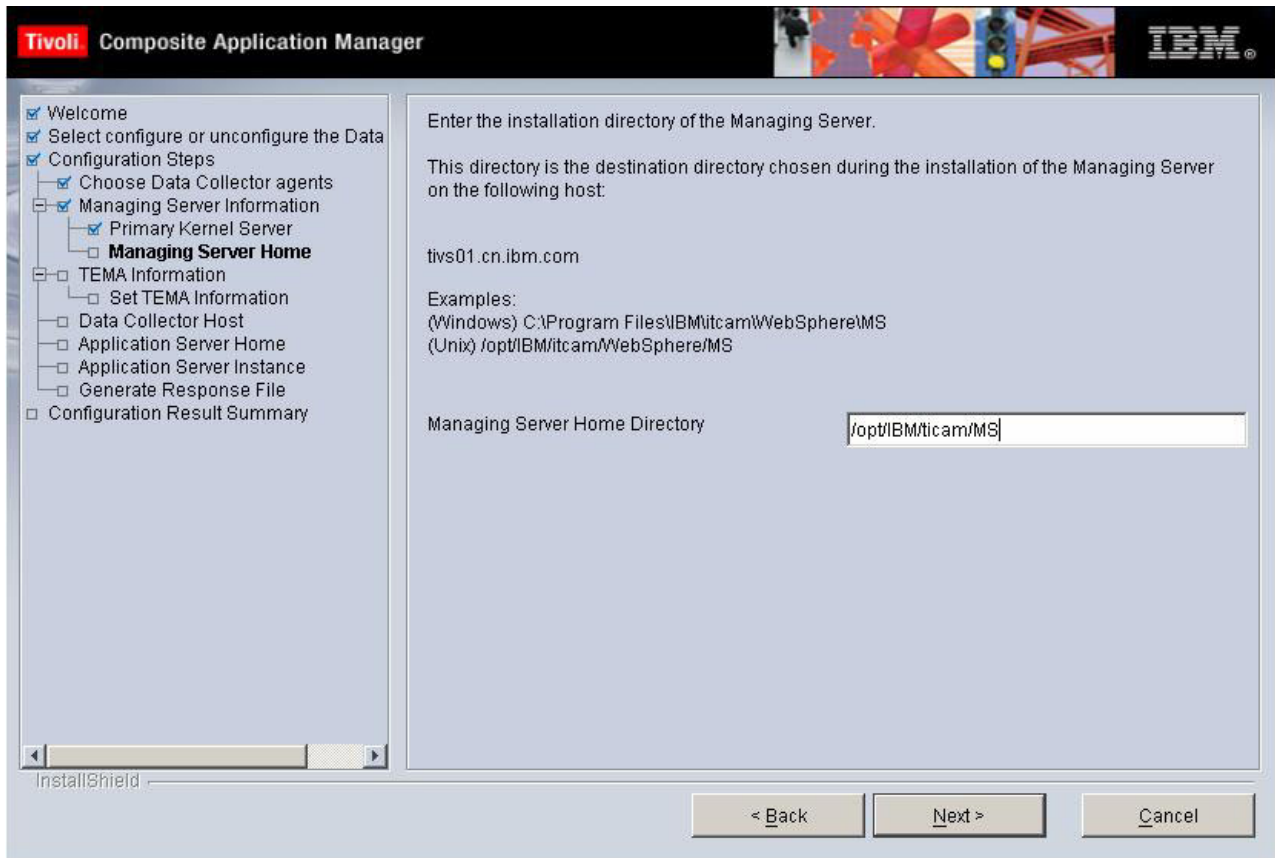 Tivoli. Composite Application Manager
IBM®
Welcome
Select configure or unconfigure the Data
Configuration Steps
Choose Data Collector agents
Managing Server Information
Primary Kernel Server
Managing Server Home
TEMA Information
Set TEMA Information
Data Collector Host
Application Server Home
Application Server Instance
Generate Response File
Configuration Result Summary
Enter the installation directory of the Managing Server.
This directory is the destination directory chosen during the installation of the Managing Server
on the following host:
tivs01.cn.ibm.com
Examples:
(Windows) C:\Program Files\IBM\itcam\WebSphere\MS
(Unix) /opt/IBM/itcam/WebSphere/MS
Managing Server Home Directory
/opt/IBM/ticam/MS
InstallShield
< Back
Next >
Cancel